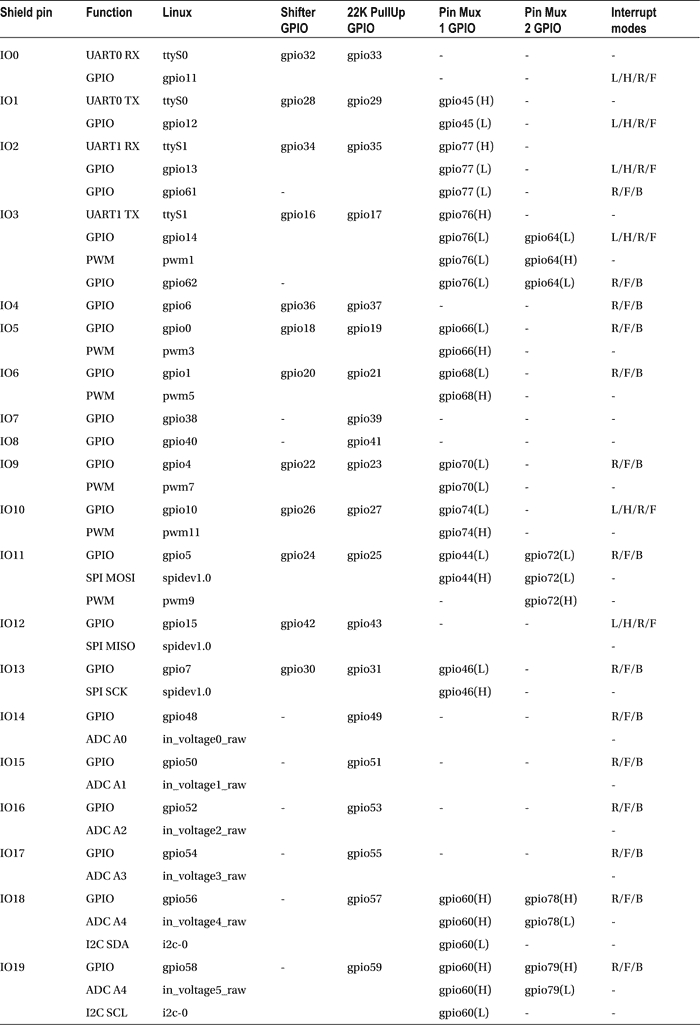 Shield pin Function Linux Shifter GPIO 22K PullUp GPIO Pin Mux 1 GPIO Pin Mux 2 GPIO Interrupt modes
IO0 UART0 RX ttyS0 gpio32 gpio33 - - -
GPIO gpio11 L/H/R/F
IO1 UART0 TX ttyS0 gpio28 gpio29 gpio45 (H) - -
GPIO gpio12 gpio45 (L) - L/H/R/F
IO2 UART1 RX ttyS1 gpio34 gpio35 gpio77 (H) -
GPIO gpio13 gpio77 (L) - L/H/R/F
GPIO gpio61 - gpio77 (L) - R/F/B
IO3 UART1 TX ttyS1 gpio16 gpio17 gpio76(H) - -
GPIO gpio14 gpio76(L) gpio64(L) L/H/R/F
PWM pwm1 gpio76(L) gpio64(H) -
GPIO gpio62 - gpio76(L) gpio64(L) R/F/B
IO4 GPIO gpio6 gpio36 gpio37 - - R/F/B
IO5 GPIO gpio0 gpio18 gpio19 gpio66(L) - R/F/B
PWM pwm3 gpio66(H) - -
IO6 GPIO gpio1 gpio20 gpio21 gpio68(L) - R/F/B
PWM pwm5 gpio68(H) - -
IO7 GPIO gpio38 - gpio39 - - -
IO8 GPIO gpio40 - gpio41 - - -
IO9 GPIO gpio4 gpio22 gpio23 gpio70(L) - R/F/B
PWM pwm7 gpio70(L) - -
IO10 GPIO gpio10 gpio26 gpio27 gpio74(L) - L/H/R/F
PWM pwm11 gpio74(H) - -
IO11 GPIO gpio5 gpio24 gpio25 gpio44(L) gpio72(L) R/F/B
SPI MOSI spidev1.0 gpio44(H) gpio72(L) -
PWM pwm9 - gpio72(H) -
IO12 GPIO gpio15 gpio42 gpio43 - - L/H/R/F
SPI MISO spidev1.0 -
IO13 GPIO gpio7 gpio30 gpio31 gpio46(L) - R/F/B
SPI SCK spidev1.0 gpio46(H) - -
IO14 GPIO gpio48 - gpio49 - - R/F/B
ADC A0 in_voltage0_raw -
IO15 GPIO gpio50 - gpio51 - - R/F/B
ADC A1 in_voltage1_raw -
IO16 GPIO gpio52 - gpio53 - - R/F/B
ADC A2 in_voltage2_raw -
IO17 GPIO gpio54 - gpio55 - - R/F/B
ADC A3 in_voltage3_raw -
IO18 GPIO gpio56 - gpio57 gpio60(H) gpio78(H) R/F/B
ADC A4 in_voltage4_raw gpio60(H) gpio78(L) -
I2C SDA i2c-0 gpio60(L) - -
IO19 GPIO gpio58 - gpio59 gpio60(H) gpio79(H) R/F/B
ADC A4 in_voltage5_raw gpio60(H) gpio79(L) -
I2C SCL i2c-0 gpio60(L) - -